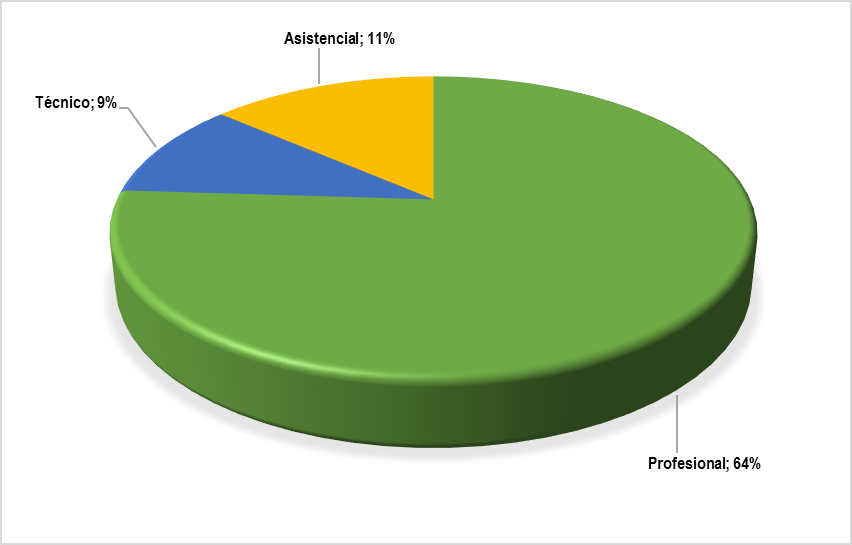 Asistencial; 11%
Técnico; 9%
Profesional; 64%